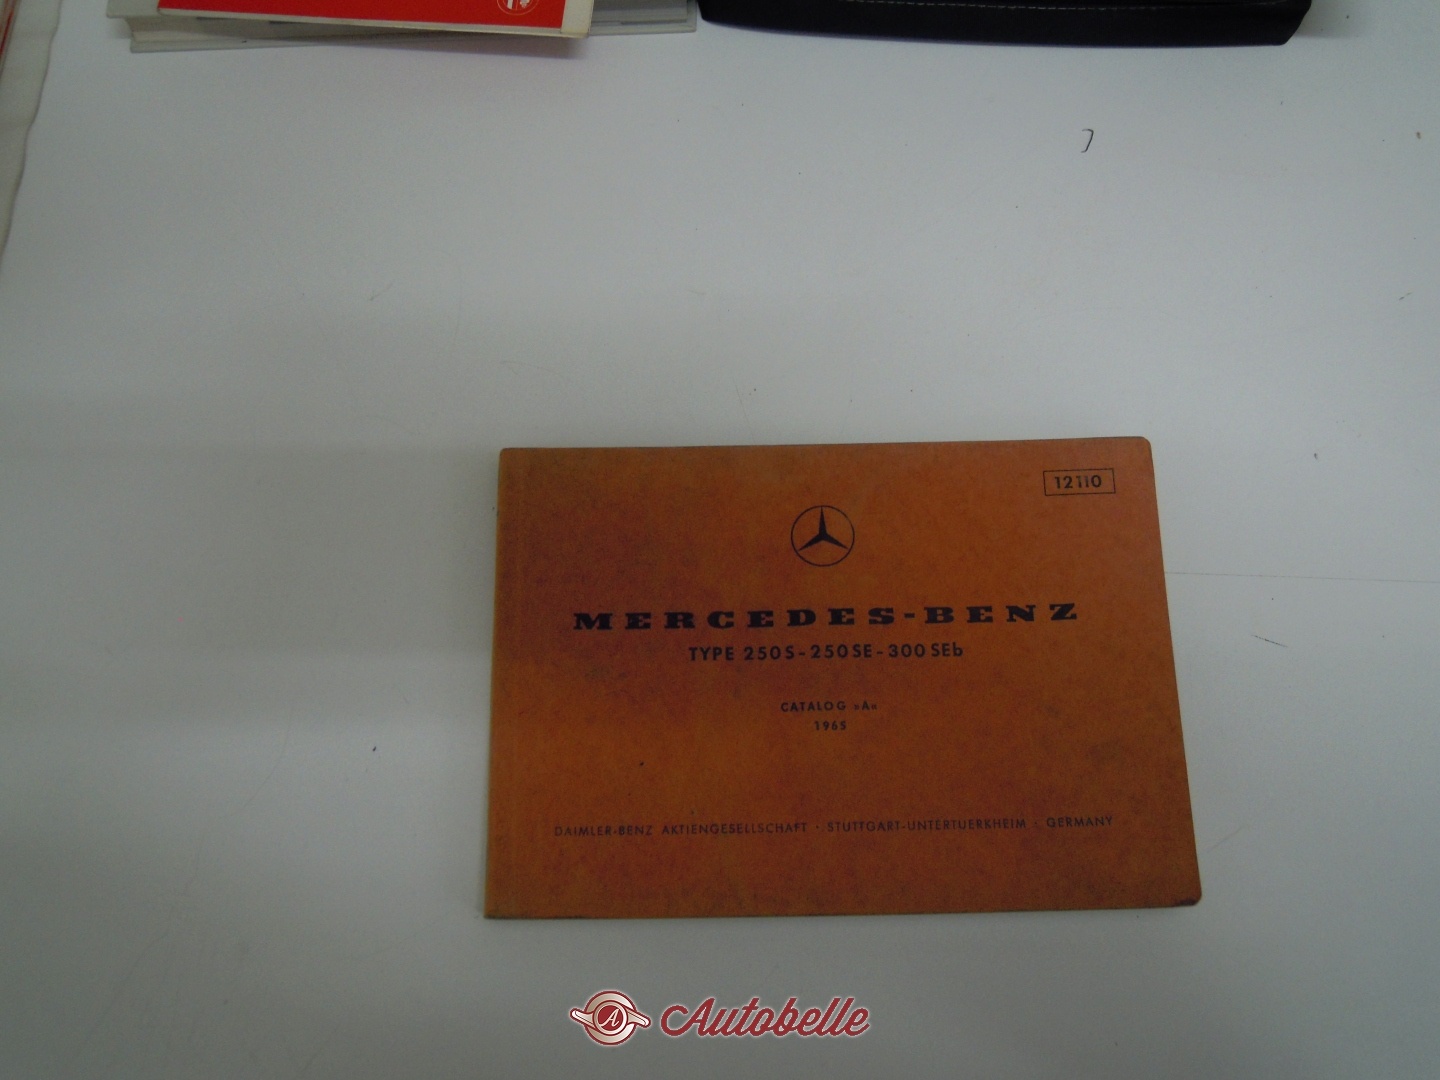 12110
MERCEDES-BENZ
TYPE 250S-250SE-300SEb
CATALOG »A«
1965
DAIMLER-BENZ AKTIENGESELLSCHAFT · STUTTGART-UNTERTUERKHEIM · GERMANY
A Autobelle